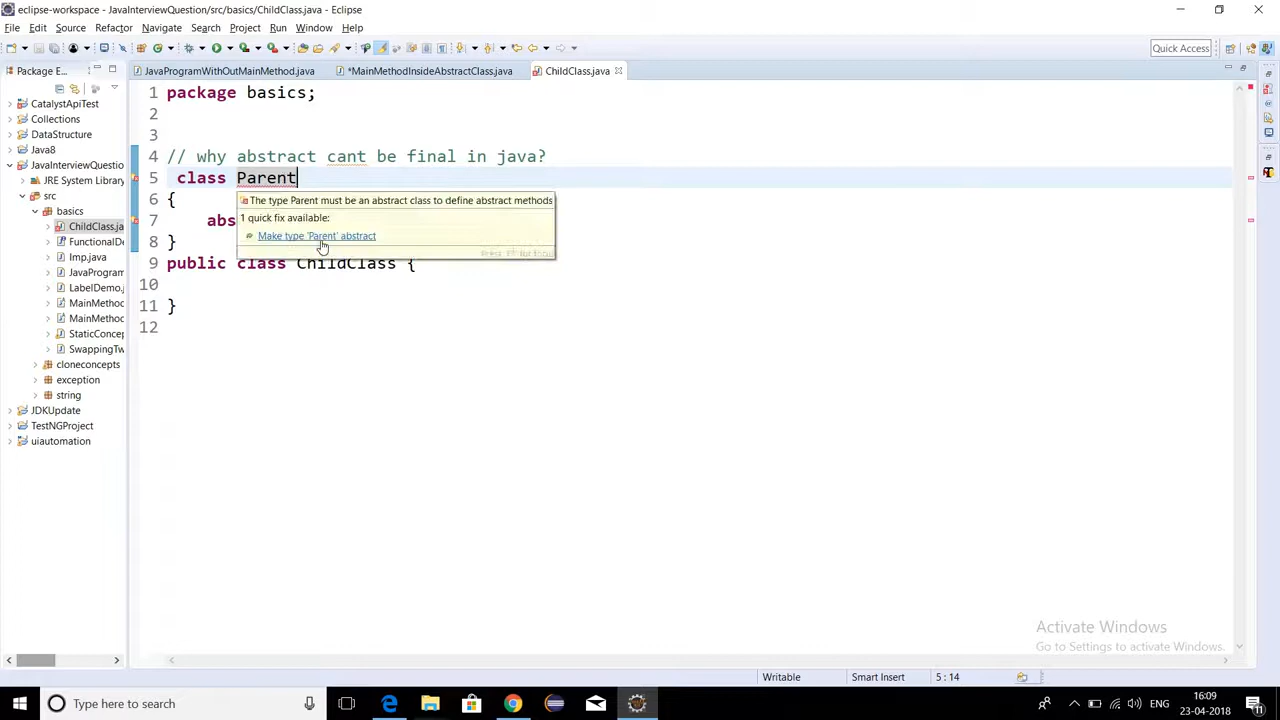 eclipse-workspace - JavaInterviewQuestion/src/basics/ChildClass.java - Eclipse
File Edit Source Refactor Navigate Search Project Run Window Help
Quick Access
Package E...
JavaProgramWithOutMainMethod.java
*MainMethodInsideAbstractClass.java
ChildClass.java
CatalystApiTest
Collections
DataStructure
Java8
JavaInterviewQuestio
JRE System Library
src
basics
ChildClass.ja
FunctionalDe
Imp.java
JavaProgram
LabelDemo.j
MainMethod
MainMethod
StaticConcep
SwappingTw
cloneconcepts
exception
string
JDKUpdate
TestNGProject
uiautomation
1 package basics;
2
3
4 // why abstract cant be final in java?
5 class Parent
6 {
7 abs
8 }
9 public class ChildClass {
10
11 }
12
The type Parent must be an abstract class to define abstract methods
1 quick fix available:
Make type 'Parent' abstract
Activate Windows
Go to Settings to activate Windows.
Writable Smart Insert 5 : 14
Type here to search
ENG
16:09
23-04-2018